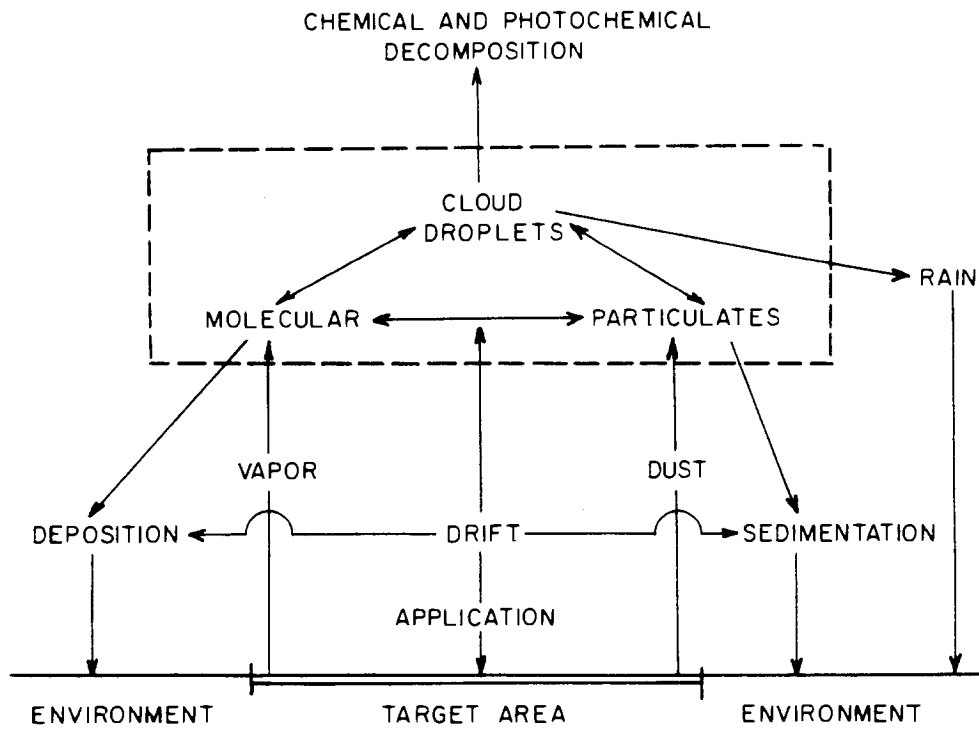 CHEMICAL AND PHOTOCHEMICAL
DECOMPOSITION
CLOUD
DROPLETS
RAIN
MOLECULAR
PARTICULATES
VAPOR
DUST
DEPOSITION
DRIFT
SEDIMENTATION
APPLICATION
ENVIRONMENT
TARGET AREA
ENVIRONMENT